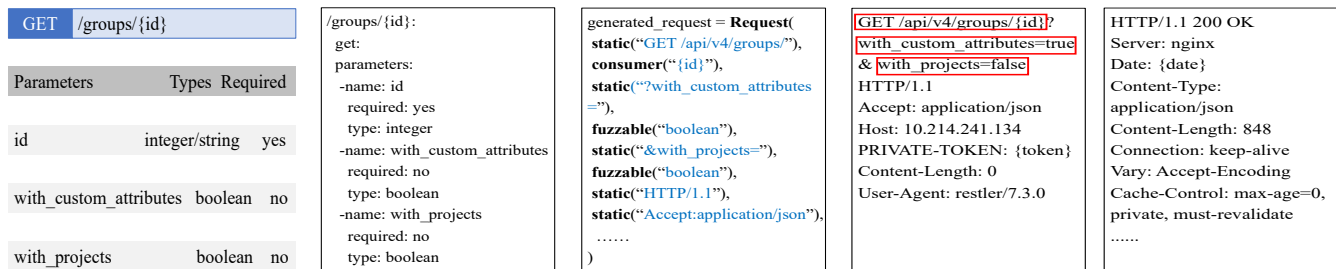 GET /groups/{id}
Parameters Types Required
id integer/string yes
with_custom_attributes boolean no
with_projects boolean no
/groups/{id}:
get:
parameters:
-name: id
required: yes
type: integer
-name: with_custom_attributes
required: no
type: boolean
-name: with_projects
required: no
type: boolean
generated_request = Request(
static(“GET /api/v4/groups/”),
consumer(“{id}”),
static(“?with_custom_attributes
=”),
fuzzable(“boolean”),
static(“&with_projects=”),
fuzzable(“boolean”),
static(“HTTP/1.1”),
static(“Accept:application/json”),
……
)
GET /api/v4/groups/{id}?
with_custom_attributes=true
& with_projects=false
HTTP/1.1
Accept: application/json
Host: 10.214.241.134
PRIVATE-TOKEN: {token}
Content-Length: 0
User-Agent: restler/7.3.0
HTTP/1.1 200 OK
Server: nginx
Date: {date}
Content-Type:
application/json
Content-Length: 848
Connection: keep-alive
Vary: Accept-Encoding
Cache-Control: max-age=0,
private, must-revalidate
......